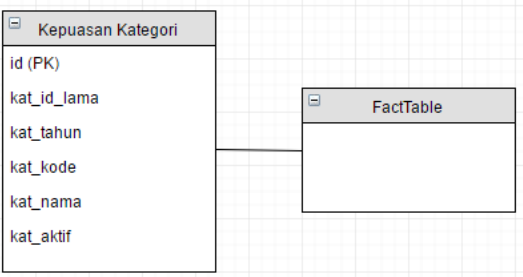 Kepuasan Kategori
id (PK)
kat_id_lama
kat_tahun
kat_kode
kat_nama
kat_aktif
FactTable